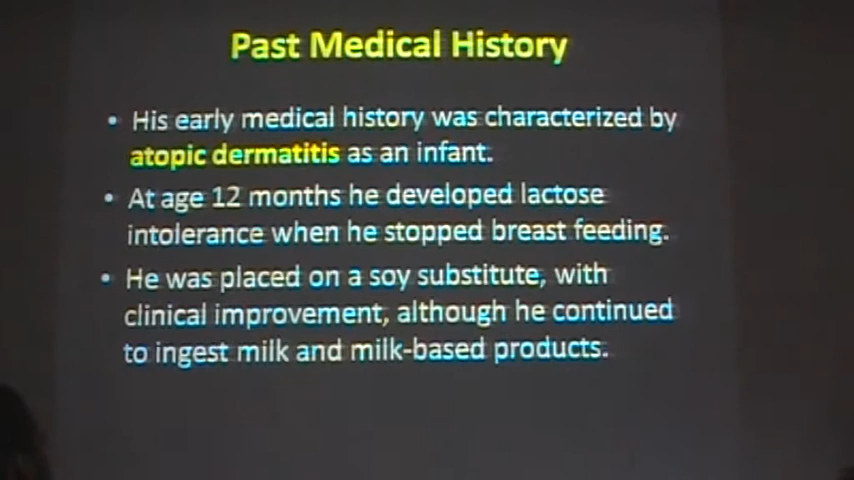 Past Medical History
• His early medical history was characterized by
atopic dermatitis as an infant.
• At age 12 months he developed lactose
intolerance when he stopped breast feeding.
• He was placed on a soy substitute, with
clinical improvement, although he continued
to ingest milk and milk-based products.